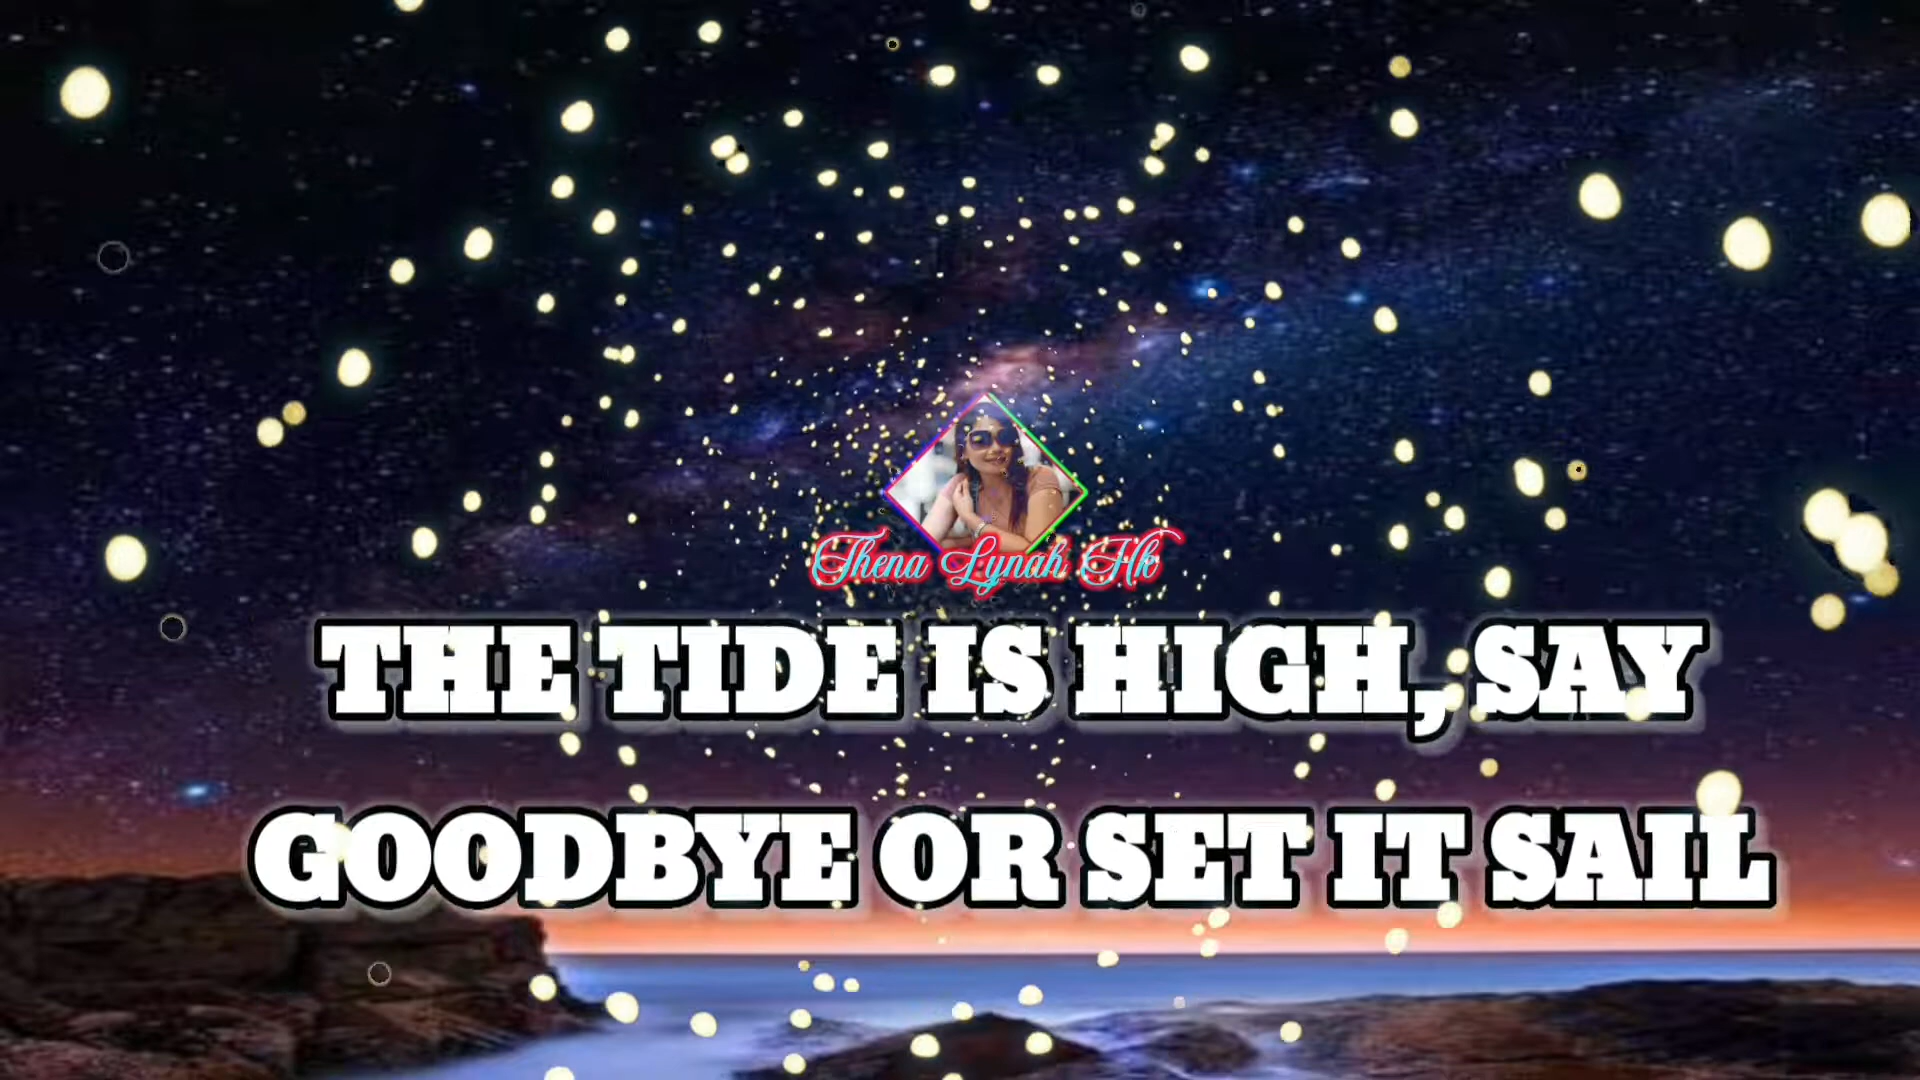 Thena Lynah Hk
THE TIDE IS HIGH, SAY
GOODBYE OR SET IT SAIL